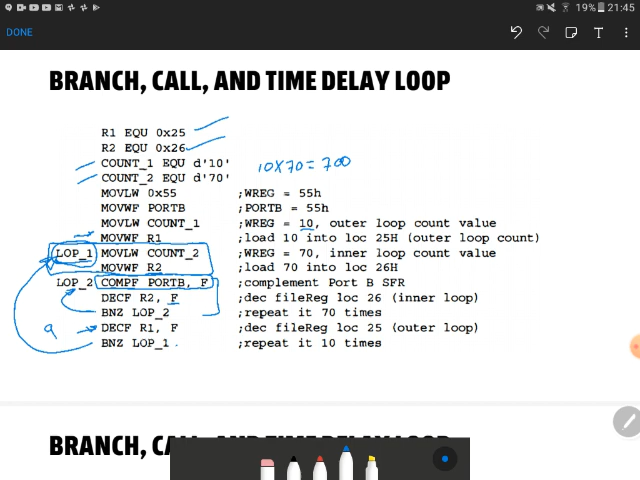 19% 21:45
DONE
T
BRANCH, CALL, AND TIME DELAY LOOP
R1 EQU 0x25
R2 EQU 0x26
COUNT_1 EQU d'10'
10X70=700
COUNT_2 EQU d'70'
MOVLW 0x55 ;WREG = 55h
MOVWF PORTB ;PORTB = 55h
MOVLW COUNT_1 ;WREG = 10, outer loop count value
MOVWF R1 ;load 10 into loc 25H (outer loop count)
LOP_1 MOVLW COUNT_2 ;WREG = 70, inner loop count value
MOVWF R2 ;load 70 into loc 26H
LOP_2 COMPF PORTB, F ;complement Port B SFR
DECF R2, F ;dec fileReg loc 26 (inner loop)
BNZ LOP_2 ;repeat it 70 times
9 DECF R1, F ;dec fileReg loc 25 (outer loop)
BNZ LOP_1 ;repeat it 10 times